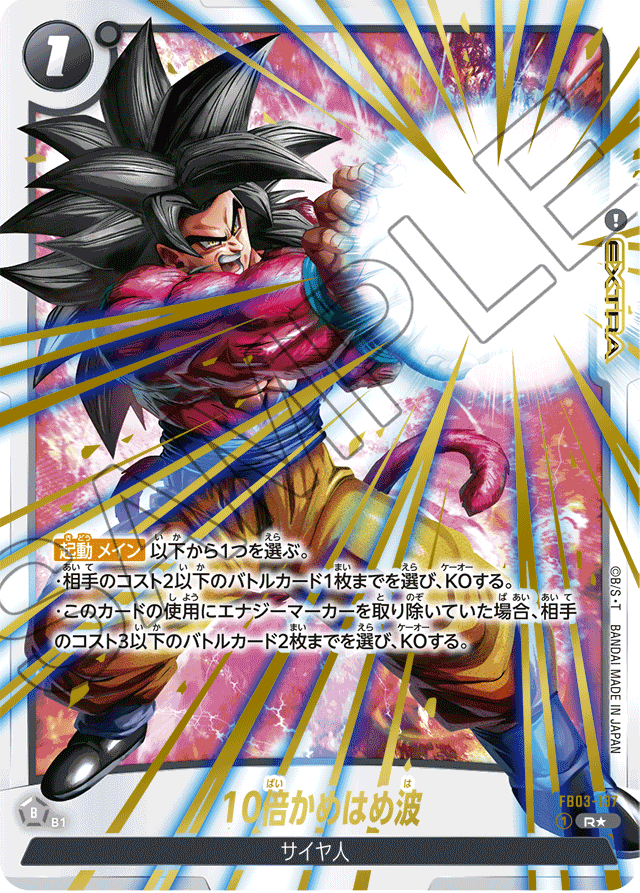 1
SAMPLE
! EXTRA
起動 メイン 以下から1つを選ぶ。
・相手のコスト2以下のバトルカード1枚までを選び、KOする。
・このカードの使用にエナジーマーカーを取り除いていた場合、相手
のコスト3以下のバトルカード2枚までを選び、KOする。
©B/S・T BANDAI MADE IN JAPAN
10倍かめはめ波
FB03-137
B B1
1 R★
サイヤ人